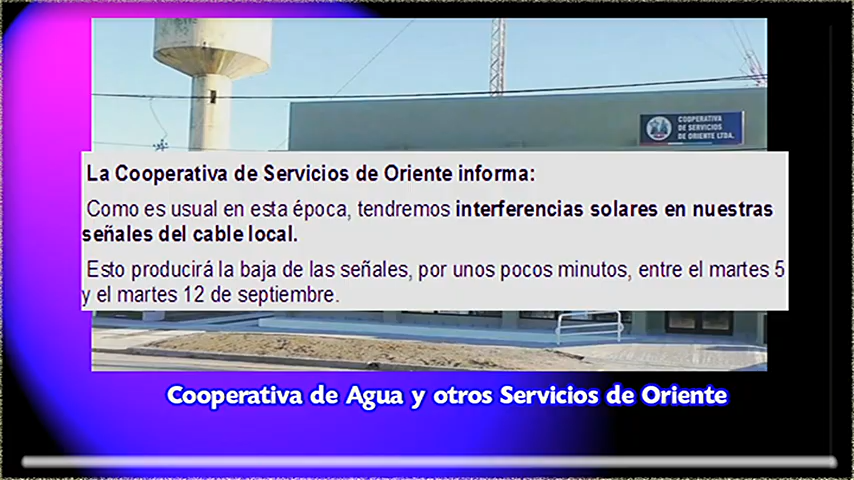 COOPERATIVA
DE SERVICIOS
DE ORIENTE LTDA.
La Cooperativa de Servicios de Oriente informa:
Como es usual en esta época, tendremos interferencias solares en nuestras
señales del cable local.
Esto producirá la baja de las señales, por unos pocos minutos, entre el martes 5
y el martes 12 de septiembre.
Cooperativa de Agua y otros Servicios de Oriente